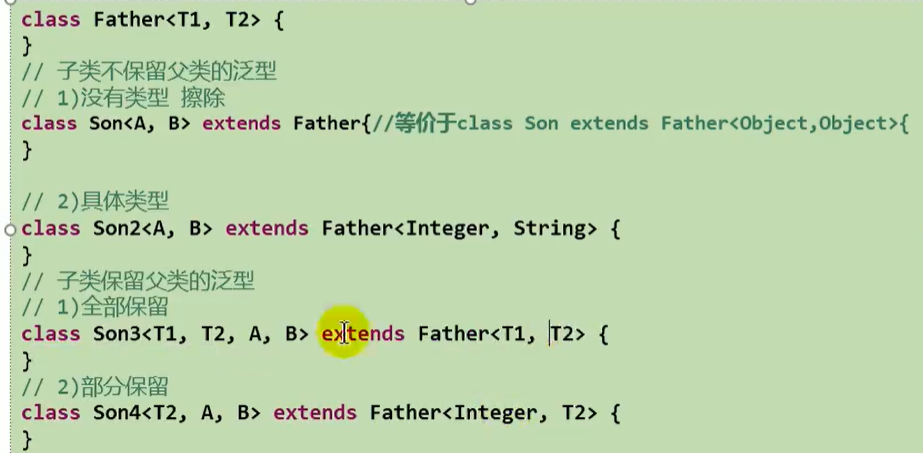 class Father<T1, T2> {
}
// 子类不保留父类的泛型
// 1)没有类型 擦除
class Son<A, B> extends Father{//等价于class Son extends Father<Object,Object>{
}
// 2)具体类型
class Son2<A, B> extends Father<Integer, String> {
}
// 子类保留父类的泛型
// 1)全部保留
class Son3<T1, T2, A, B> extends Father<T1, T2> {
}
// 2)部分保留
class Son4<T2, A, B> extends Father<Integer, T2> {
}